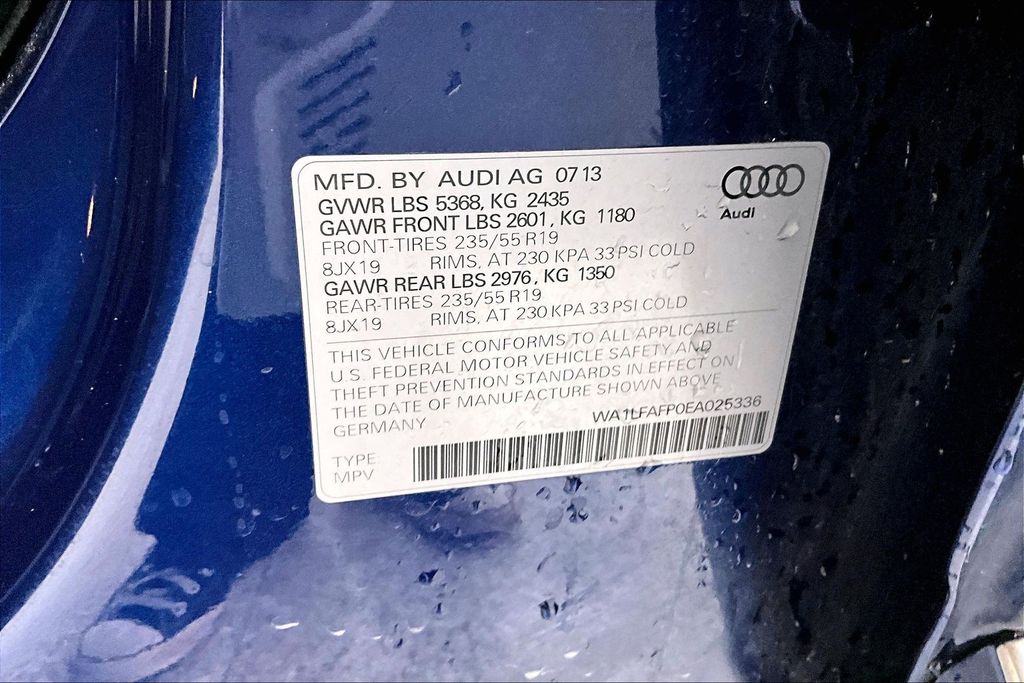 MFD. BY AUDI AG 0713
GVWR LBS 5368, KG 2435
GAWR FRONT LBS 2601, KG 1180
FRONT-TIRES 235/55 R19
8JX19 RIMS, AT 230 KPA 33 PSI COLD
GAWR REAR LBS 2976, KG 1350
REAR-TIRES 235/55 R19
8JX19 RIMS, AT 230 KPA 33 PSI COLD
Audi
THIS VEHICLE CONFORMS TO ALL APPLICABLE
U.S. FEDERAL MOTOR VEHICLE SAFETY AND
THEFT PREVENTION STANDARDS IN EFFECT ON
THE DATE OF MANUFACTURE SHOWN ABOVE
GERMANY
WA1LFAFP0EA025336
TYPE
MPV